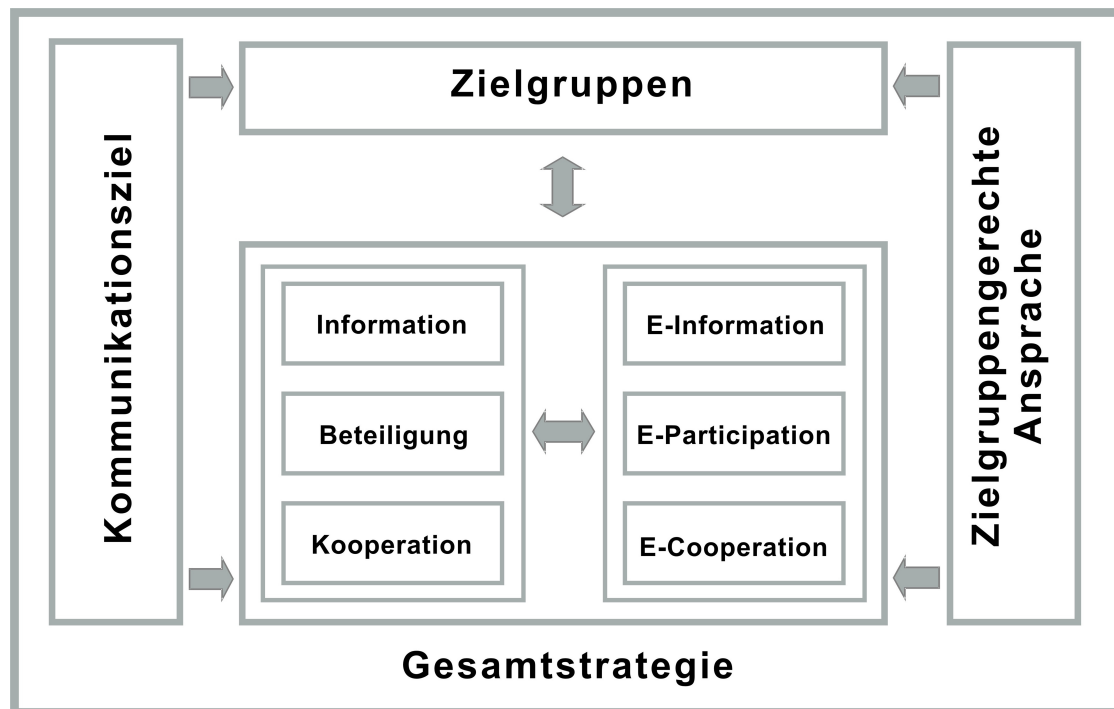 Kommunikationsziel
Zielgruppen
Information
Beteiligung
Kooperation
E-Information
E-Participation
E-Cooperation
Zielgruppengerechte
Ansprache
Gesamtstrategie